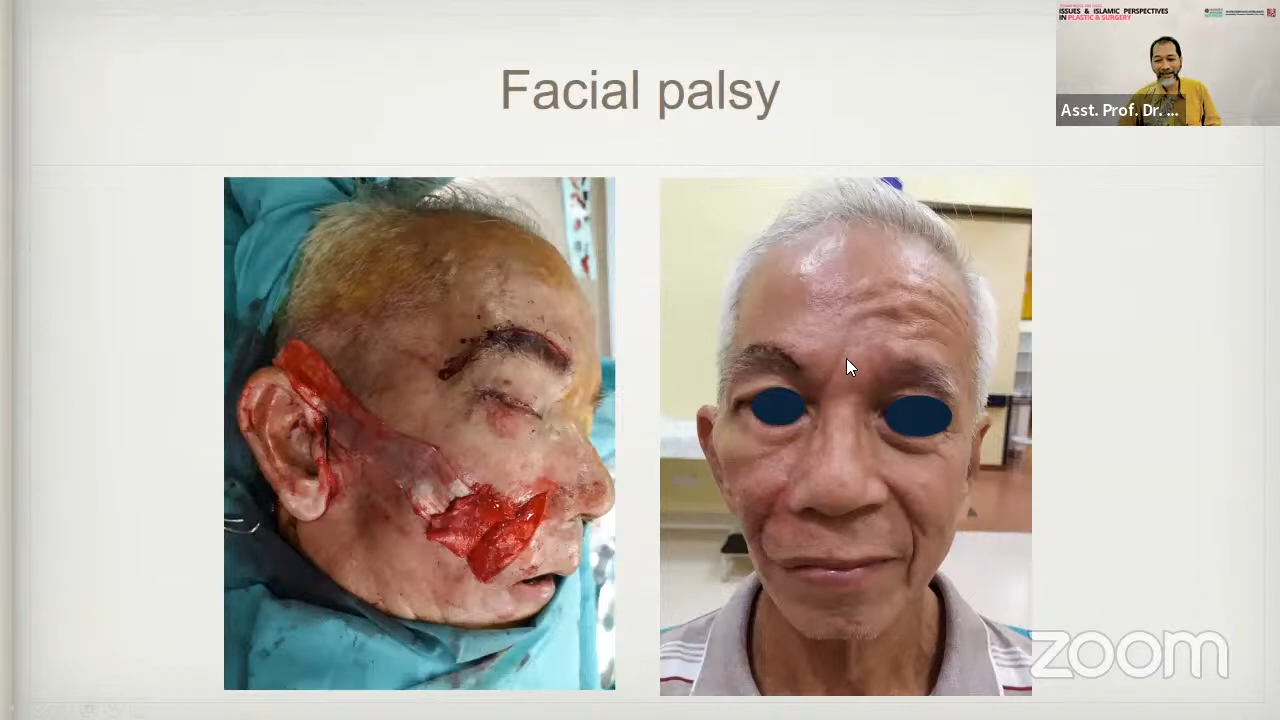 ISSUES & ISLAMIC PERSPECTIVES
IN PLASTIC & SURGERY
Asst. Prof. Dr. ...
Facial palsy
zoom